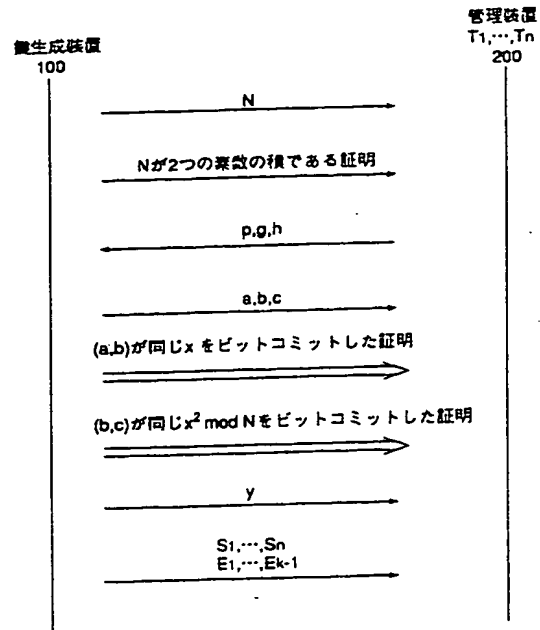 鍵生成装置
100
管理装置
T1,…,Tn
200
N
Nが2つの素数の積である証明
p,g,h
a,b,c
(a,b)が同じx をビットコミットした証明
(b,c)が同じx² mod Nをビットコミットした証明
y
S1,…,Sn
E1,…,Ek-1